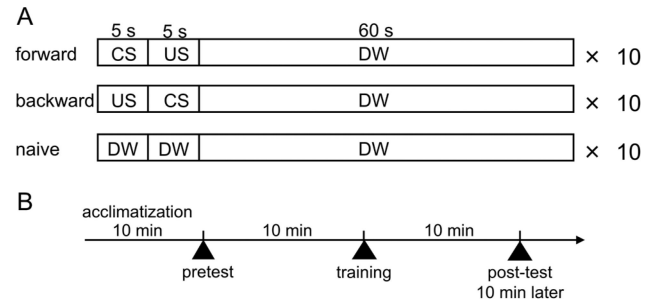 A
5 s 5 s 60 s
forward CS US DW × 10
backward US CS DW × 10
naive DW DW DW × 10
B
acclimatization
10 min 10 min 10 min
pretest training post-test
10 min later